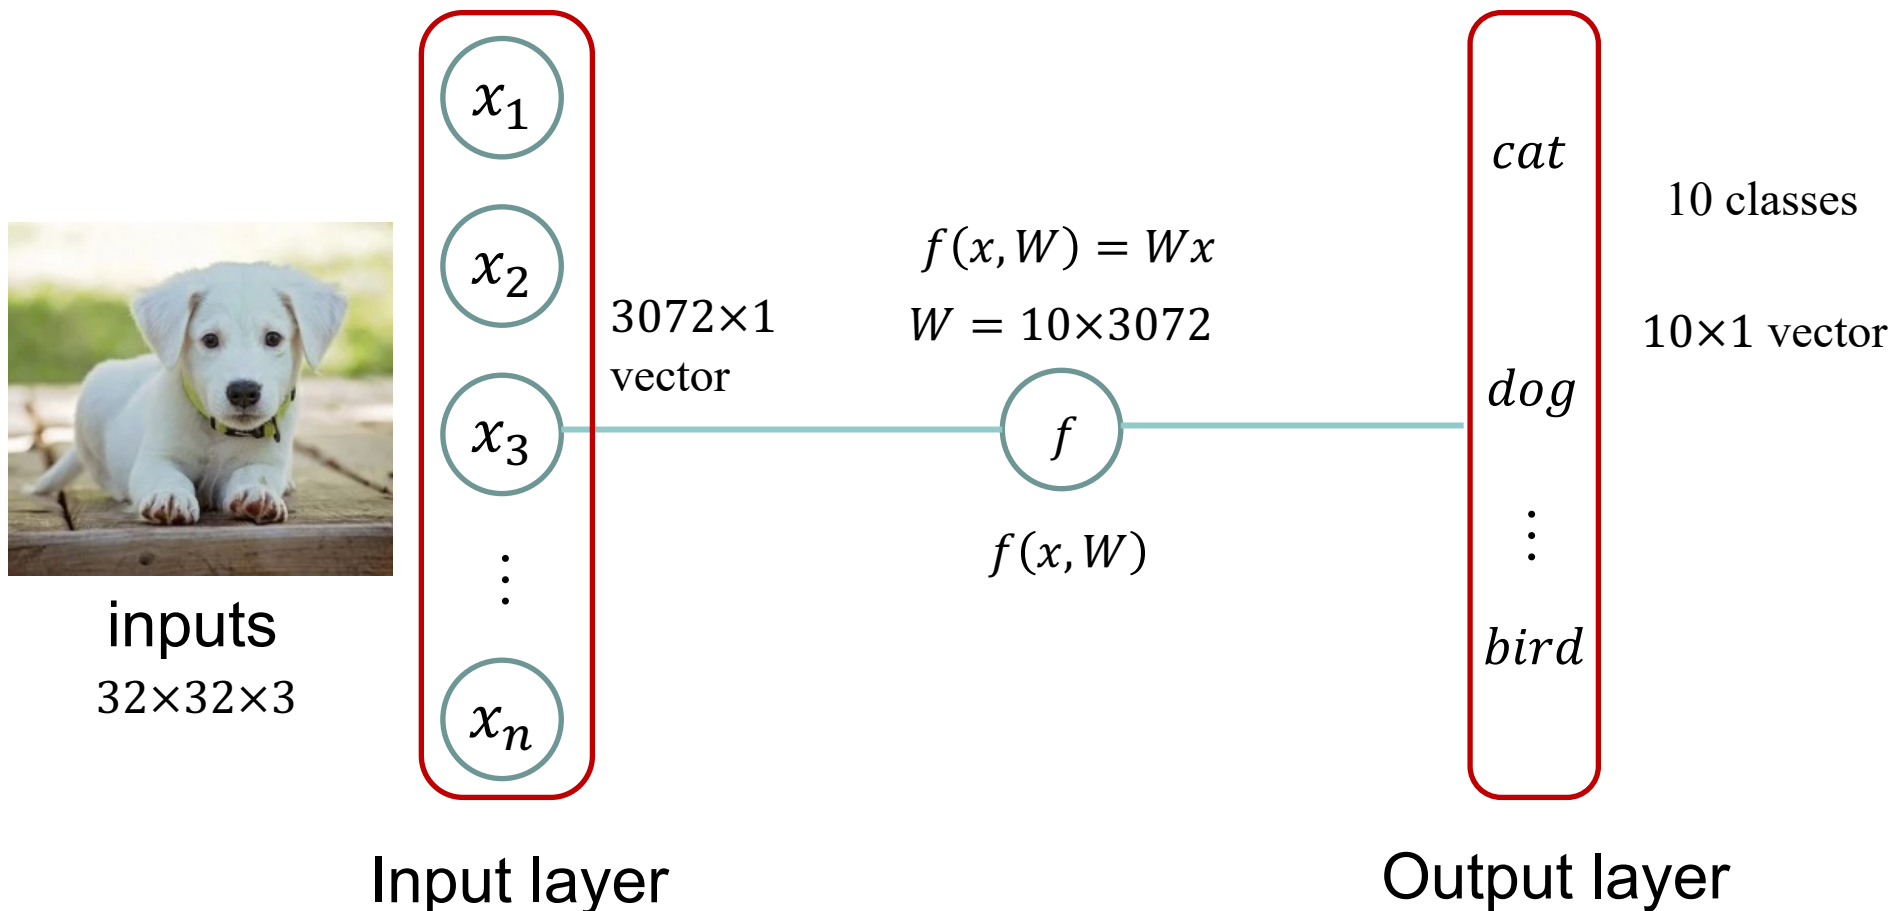 x₁
x₂
x₃
⋮
xₙ
inputs
32×32×3
3072×1
vector
Input layer
f(x, W) = Wx
W = 10×3072
f
f(x, W)
cat
dog
⋮
bird
10 classes
10×1 vector
Output layer